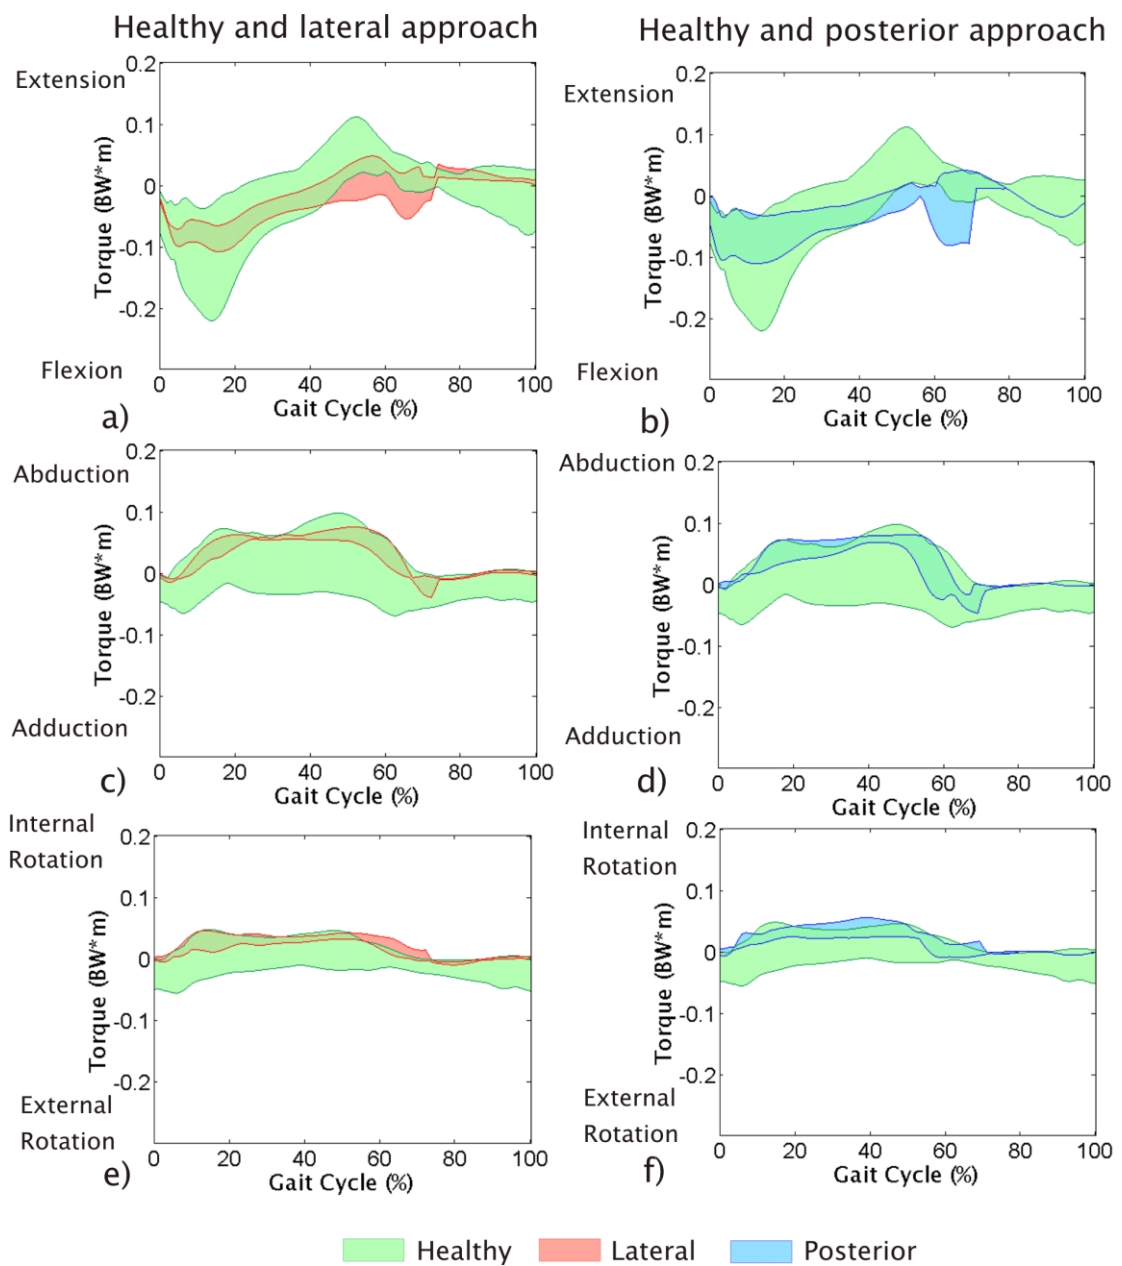 Healthy and lateral approach
Healthy and posterior approach
Extension
0.2
0.1
0
-0.1
-0.2
Torque (BW*m)
Flexion
0 20 40 60 80 100
Gait Cycle (%)
a)
Extension
0.2
0.1
0
-0.1
-0.2
Torque (BW*m)
Flexion
0 20 40 60 80 100
Gait Cycle (%)
b)
Abduction
0.2
0.1
0
-0.1
-0.2
Torque (BW*m)
Adduction
0 20 40 60 80 100
Gait Cycle (%)
c)
Abduction
0.2
0.1
0
-0.1
-0.2
Torque (BW*m)
Adduction
0 20 40 60 80 100
Gait Cycle (%)
d)
Internal
Rotation
0.2
0.1
0
-0.1
-0.2
Torque (BW*m)
External
Rotation
0 20 40 60 80 100
Gait Cycle (%)
e)
Internal
Rotation
0.2
0.1
0
-0.1
-0.2
Torque (BW*m)
External
Rotation
0 20 40 60 80 100
Gait Cycle (%)
f)
Healthy Lateral Posterior